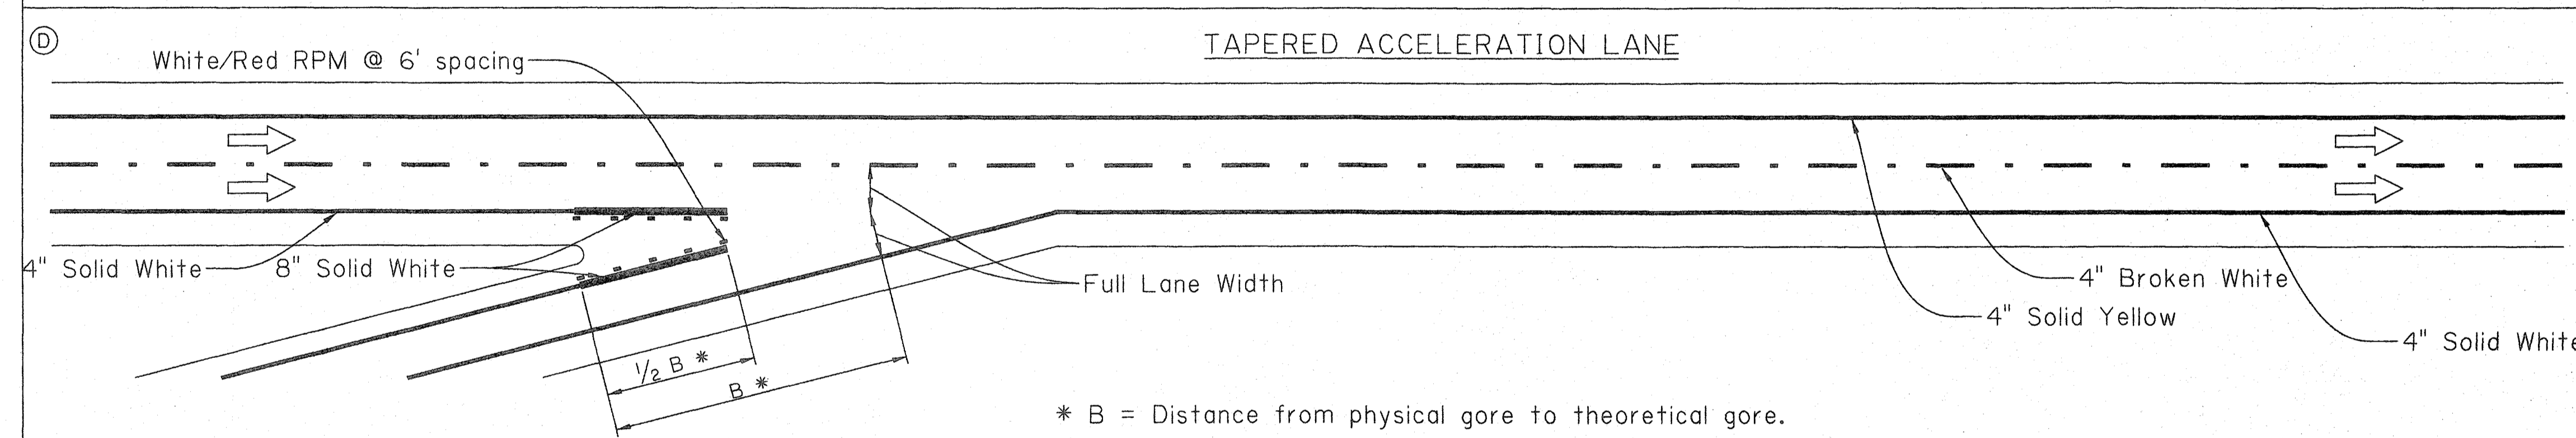 D
TAPERED ACCELERATION LANE
White/Red RPM @ 6' spacing
4" Solid White
8" Solid White
Full Lane Width
4" Broken White
4" Solid Yellow
4" Solid White
1/2 B *
B *
* B = Distance from physical gore to theoretical gore.